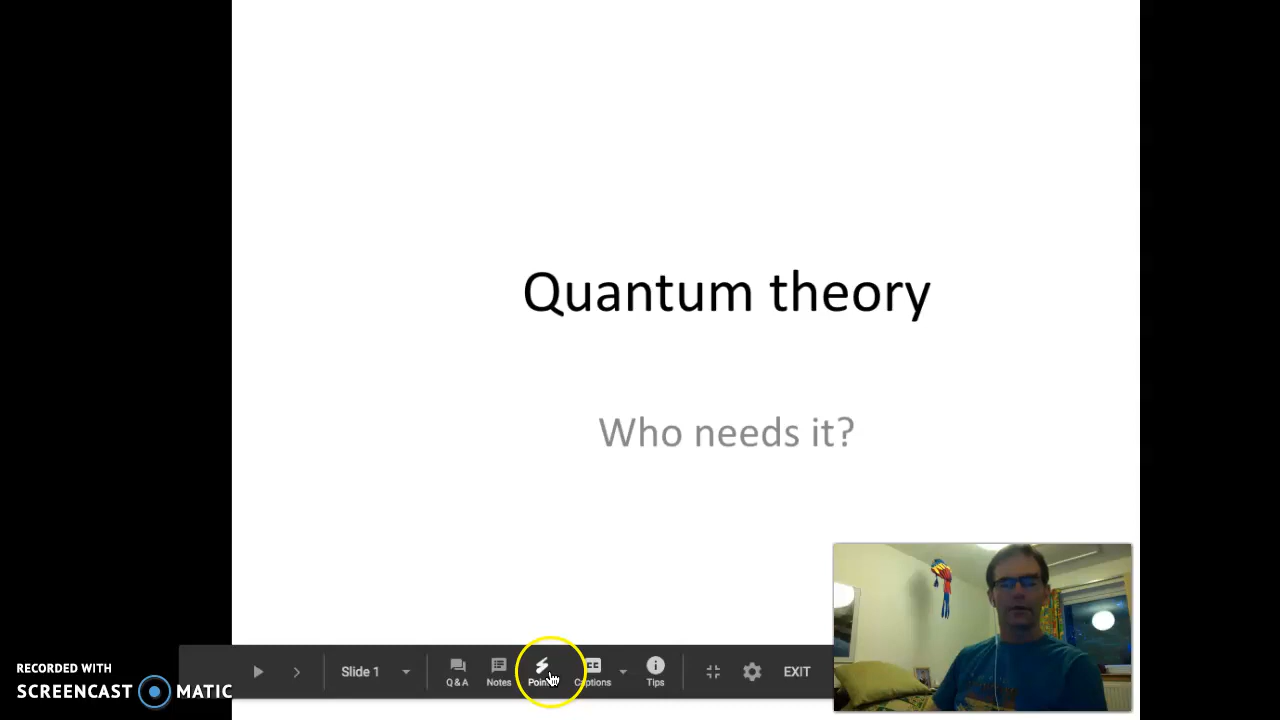 Quantum theory
Who needs it?
Slide 1
Q & A
Notes
Captions
Tips
EXIT
RECORDED WITH
SCREENCAST MATIC